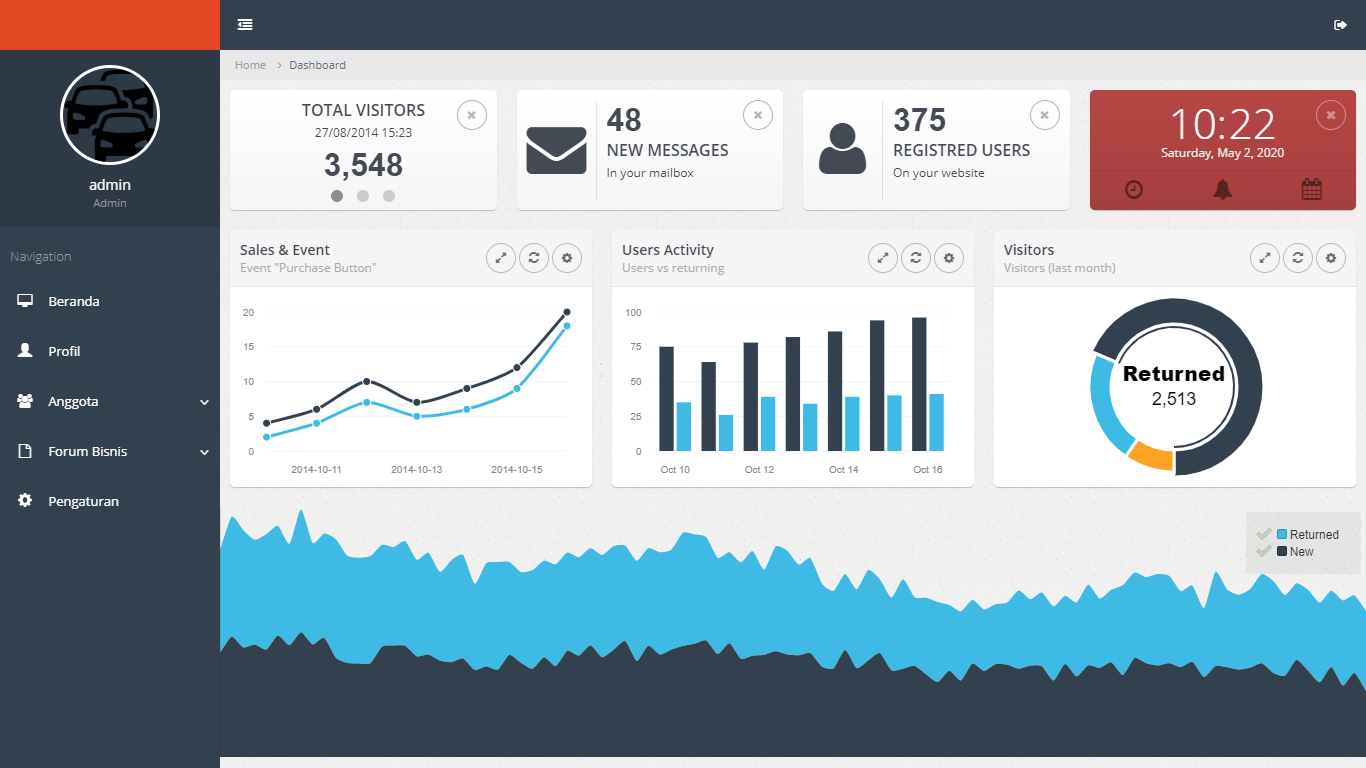 Home
Dashboard
admin
Admin
Navigation
Beranda
Profil
Anggota
Forum Bisnis
Pengaturan
TOTAL VISITORS
27/08/2014 15:23
3,548
48
NEW MESSAGES
In your mailbox
375
REGISTRED USERS
On your website
10:22
Saturday, May 2, 2020
Sales & Event
Event "Purchase Button"
20
15
10
5
0
2014-10-11
2014-10-13
2014-10-15
Users Activity
Users vs returning
100
75
50
25
0
Oct 10
Oct 12
Oct 14
Oct 16
Visitors
Visitors (last month)
Returned
2,513
Returned
New